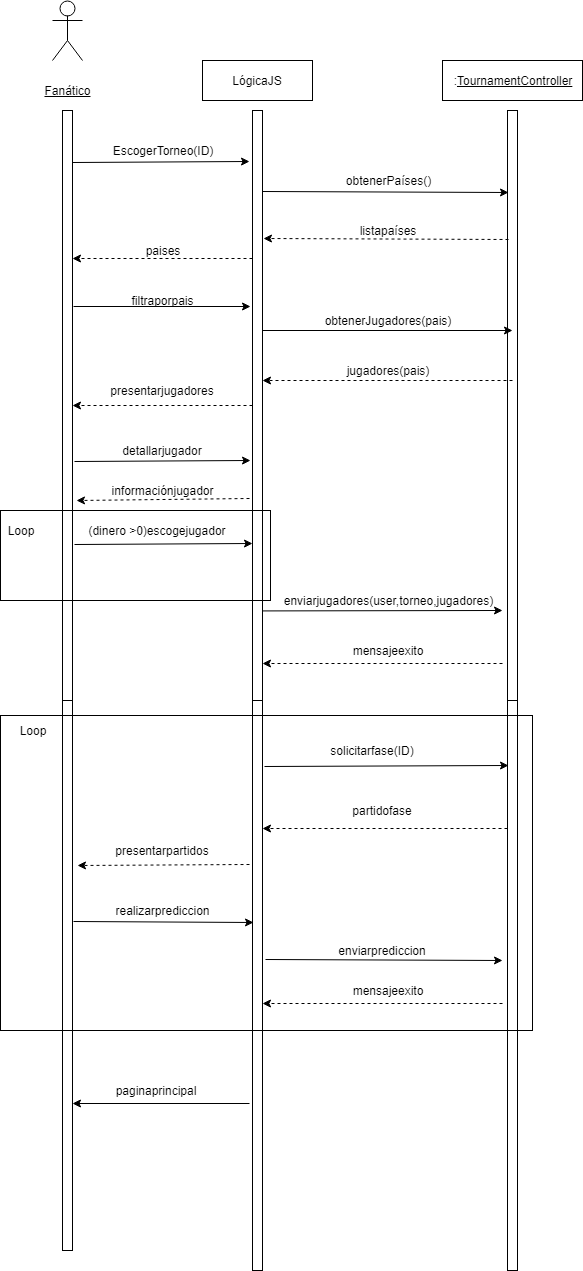 Fanático
LógicaJS
:TournamentController
EscogerTorneo(ID)
obtenerPaíses()
listapaíses
paises
filtraporpais
obtenerJugadores(pais)
jugadores(pais)
presentarjugadores
detallarjugador
informaciónjugador
Loop
(dinero >0)escogejugador
enviarjugadores(user,torneo,jugadores)
mensajeexito
Loop
solicitarfase(ID)
partidofase
presentarpartidos
realizarprediccion
enviarprediccion
mensajeexito
paginaprincipal